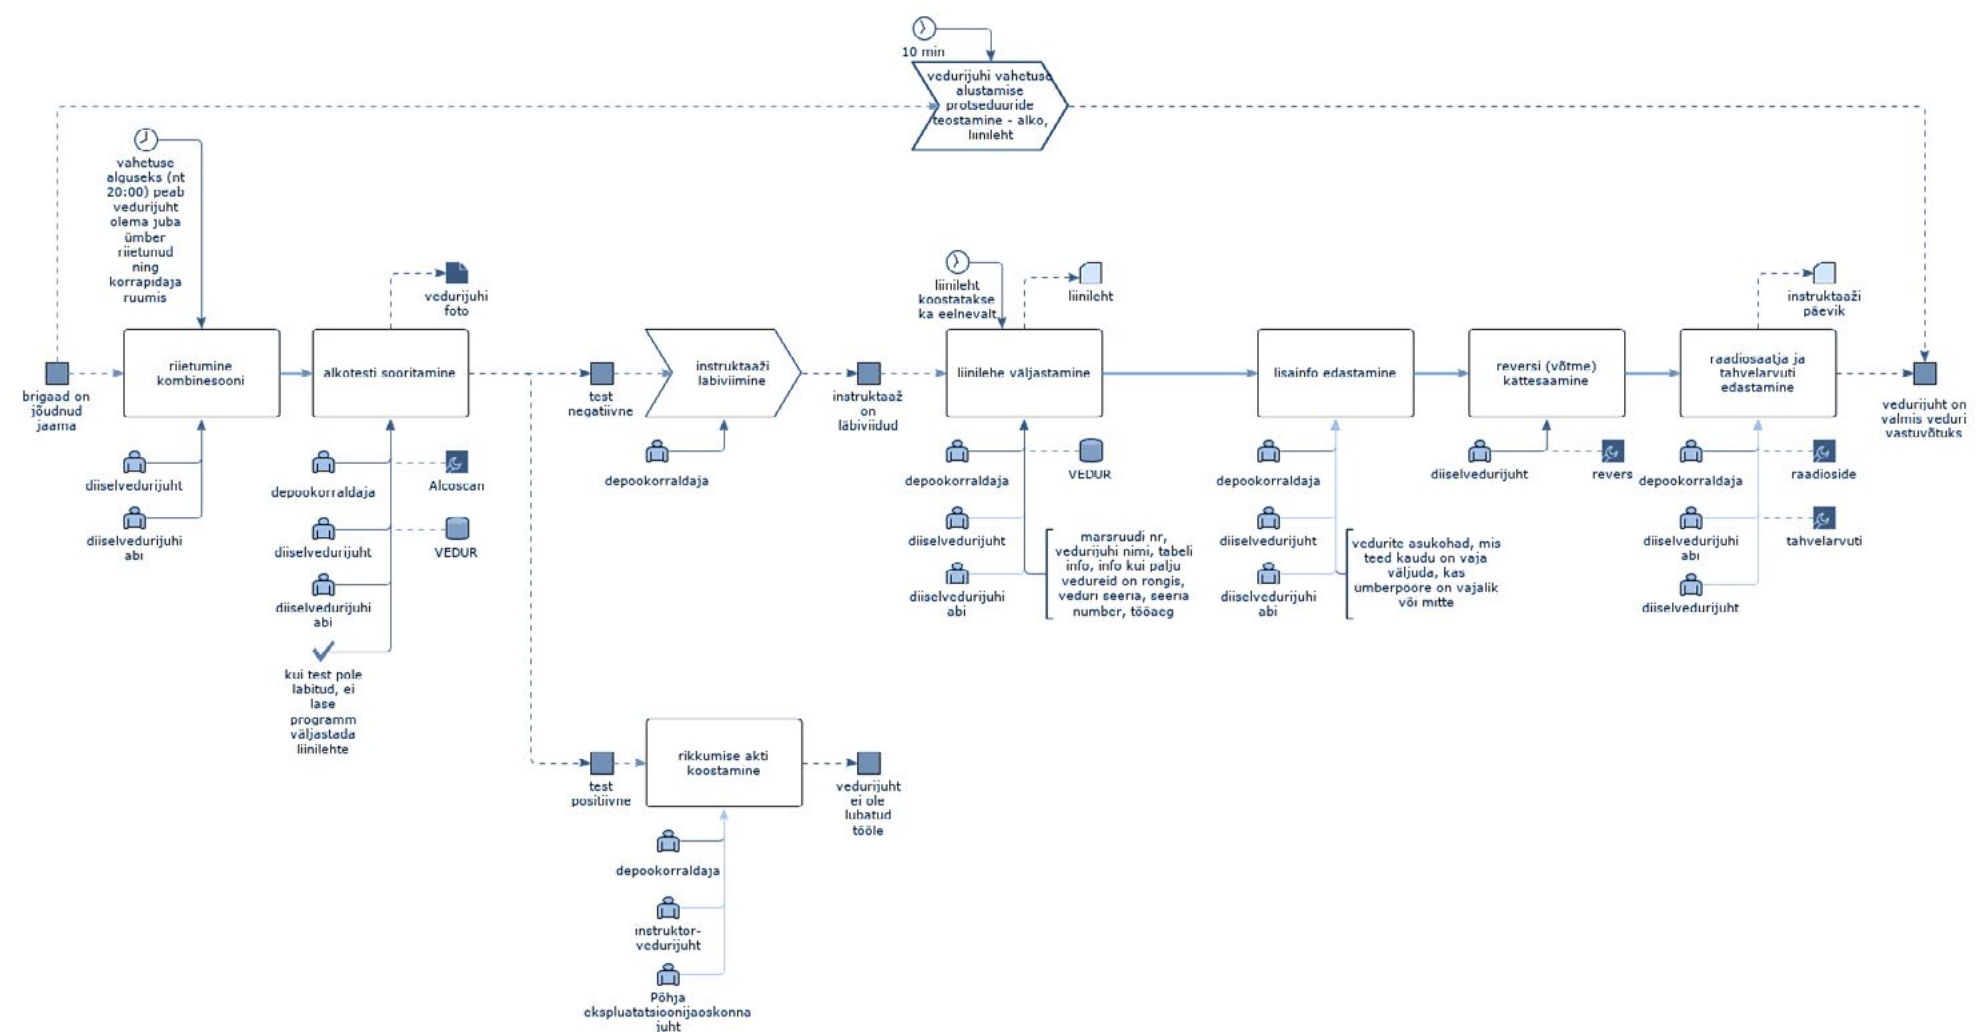 10 min
vedurijuhi vahetuse
alustamise
protseduuride
teostamine - alko,
liinileht
vahetuse
alguseks (nt
20:00) peab
vedurijuht
olema juba
ümber
riietunud
ning
korrapidaja
ruumis
vedurijuhi
foto
liinileht
koostatakse
ka eelnevalt
liinileht
instruktaaži
päevik
brigaad on
jõudnud
jaama
riietumine
kombinesooni
alkotesti sooritamine
test
negatiivne
instruktaaži
läbiviimine
instruktaaž
on
läbiviidud
liinilehe väljastamine
lisainfo edastamine
reversi (võtme)
kättesaamine
raadiosaatja ja
tahvelarvuti
edastamine
vedurijuht on
valmis veduri
vastuvõtuks
diiselvedurijuht
diiselvedurijuhi
abi
depookorraldaja
Alcoscan
diiselvedurijuht
VEDUR
diiselvedurijuhi
abi
kui test pole
läbitud, ei
lase
programm
väljastada
liinilehte
depookorraldaja
depookorraldaja
VEDUR
diiselvedurijuht
diiselvedurijuhi
abi
marsruudi nr,
vedurijuhi nimi, tabeli
info, info kui palju
vedureid on rongis,
veduri seeria, seeria
number, tööaeg
depookorraldaja
diiselvedurijuht
diiselvedurijuhi
abi
vedurite asukohad, mis
teed kaudu on vaja
väljuda, kas
ümberpööre on vajalik
või mitte
diiselvedurijuht
revers
depookorraldaja
raadioside
diiselvedurijuhi
abi
tahvelarvuti
diiselvedurijuht
test
positiivne
rikkumise akti
koostamine
vedurijuht
ei ole
lubatud
tööle
depookorraldaja
instruktor-
vedurijuht
Põhja
ekspluatatsioonijaoskonna
juht